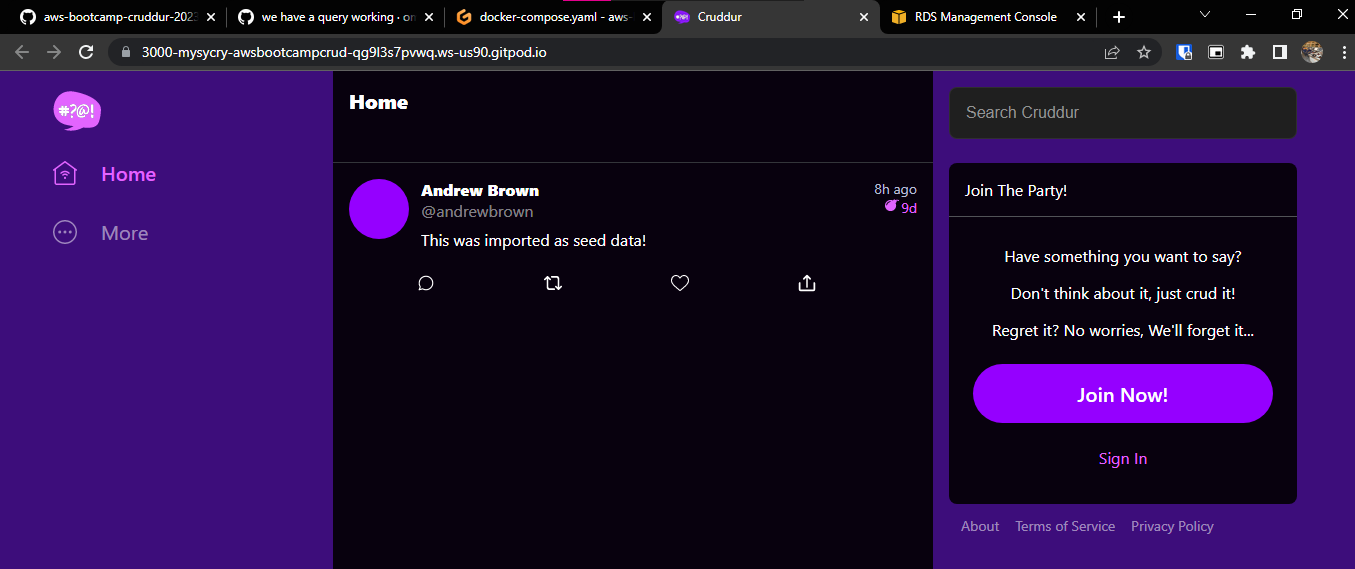 aws-bootcamp-cruddur-2023
we have a query working · on
docker-compose.yaml - aws-
Cruddur
RDS Management Console
3000-mysycry-awsbootcampcrud-qg9l3s7pvwq.ws-us90.gitpod.io
#?@!
Home
More
Home
Andrew Brown
8h ago
@andrewbrown
9d
This was imported as seed data!
Search Cruddur
Join The Party!
Have something you want to say?
Don't think about it, just crud it!
Regret it? No worries, We'll forget it...
Join Now!
Sign In
About Terms of Service Privacy Policy